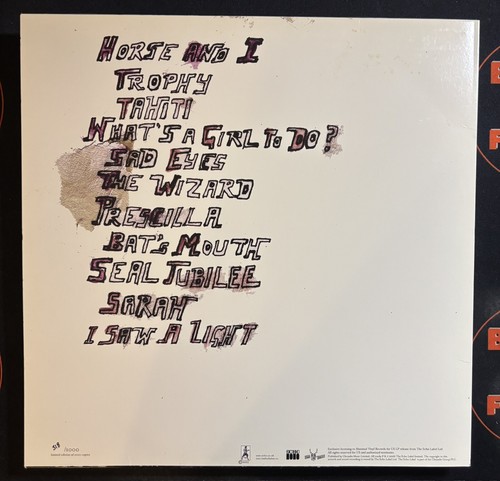 HORSE AND I
TROPHY
TAHITI
WHAT'S A GIRL TO DO?
SAD EYES
THE WIZARD
PRESCILLA
BAT'S MOUTH
SEAL JUBILEE
SARAH
I SAW A LIGHT
/1000